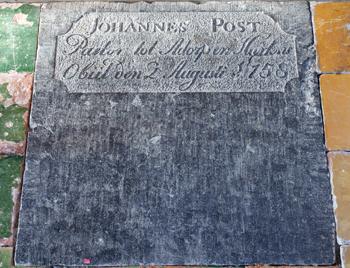 JOHANNES POST
Pastor tot Adorp en Harssens
Obiit den 2 Augusti 1758